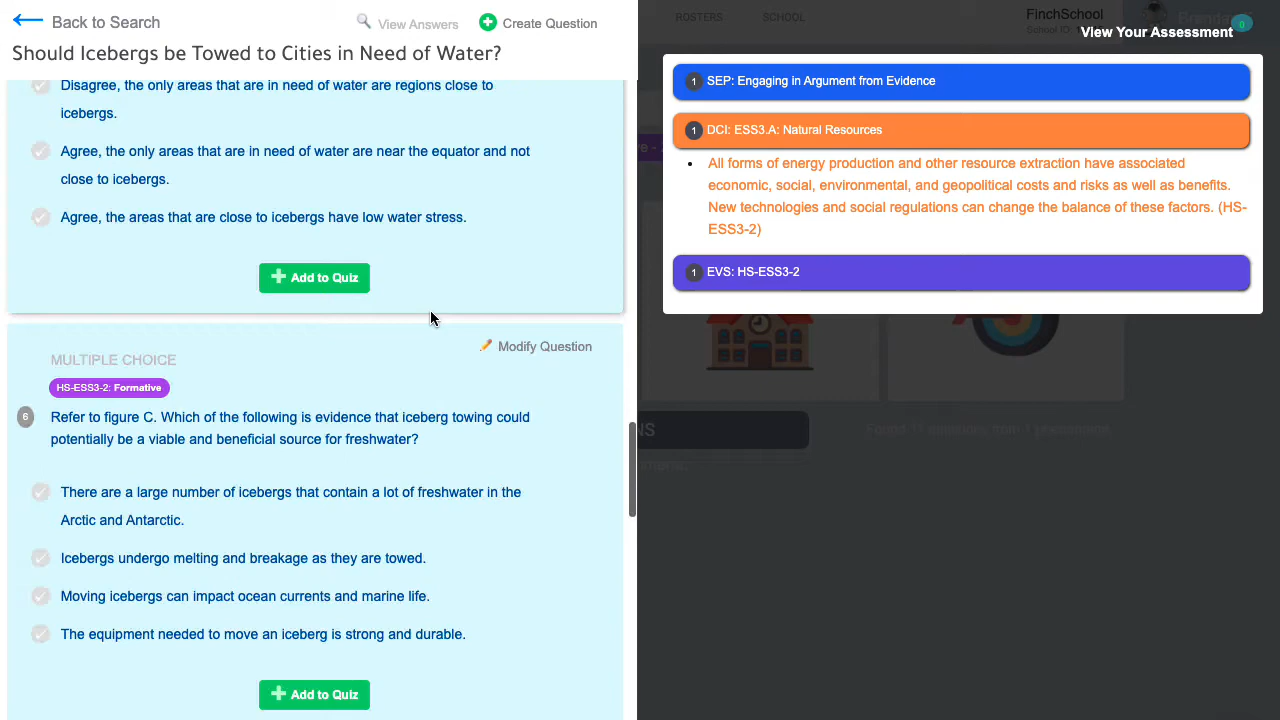 Back to Search
View Answers
Create Question
Should Icebergs be Towed to Cities in Need of Water?
Disagree, the only areas that are in need of water are regions close to
icebergs.
Agree, the only areas that are in need of water are near the equator and not
close to icebergs.
Agree, the areas that are close to icebergs have low water stress.
Add to Quiz
Modify Question
MULTIPLE CHOICE
HS-ESS3-2: Formative
6
Refer to figure C. Which of the following is evidence that iceberg towing could
potentially be a viable and beneficial source for freshwater?
There are a large number of icebergs that contain a lot of freshwater in the
Arctic and Antarctic.
Icebergs undergo melting and breakage as they are towed.
Moving icebergs can impact ocean currents and marine life.
The equipment needed to move an iceberg is strong and durable.
Add to Quiz
ROSTERS
SCHOOL
FinchSchool
School ID:
0
View Your Assessment
1 SEP: Engaging in Argument from Evidence
1 DCI: ESS3.A: Natural Resources
All forms of energy production and other resource extraction have associated
economic, social, environmental, and geopolitical costs and risks as well as benefits.
New technologies and social regulations can change the balance of these factors. (HS-
ESS3-2)
1 EVS: HS-ESS3-2
NS